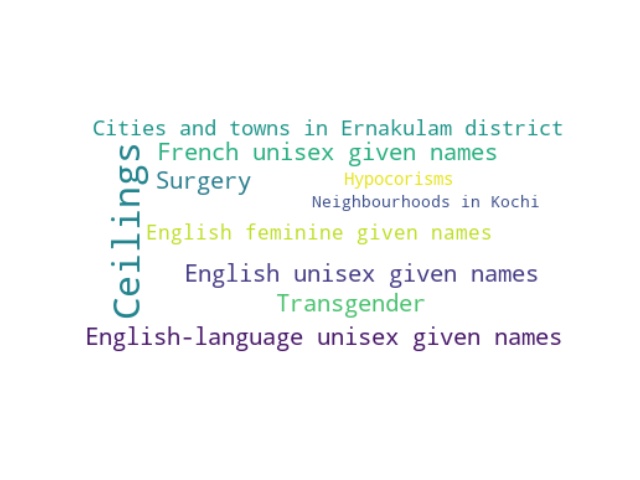 Cities and towns in Ernakulam district
French unisex given names
Ceilings
Surgery
Hypocorisms
Neighbourhoods in Kochi
English feminine given names
English unisex given names
Transgender
English-language unisex given names